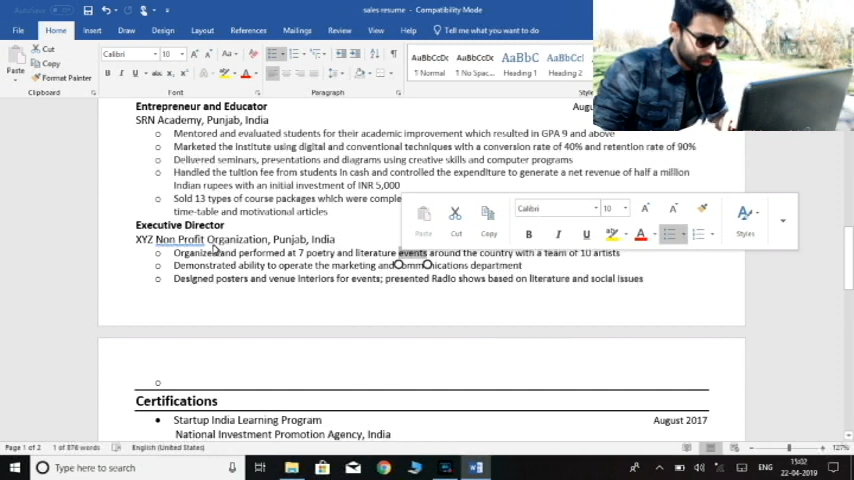 AutoSave Off
sales resume... - Compatibility Mode
File Home Insert Draw Design Layout References Mailings Review View Help Tell me what you want to do
Paste
Cut
Copy
Format Painter
Clipboard
Calibri 10
Font
Paragraph
AaBbCcDc AaBbCcDc AaBbC AaBbCcD
¶ Normal ¶ No Spac... Heading 1 Heading 2
Entrepreneur and Educator
SRN Academy, Punjab, India
Mentored and evaluated students for their academic improvement which resulted in GPA 9 and above
Marketed the institute using digital and conventional techniques with a conversion rate of 40% and retention rate of 90%
Delivered seminars, presentations and diagrams using creative skills and computer programs
Handled the tuition fee from students in cash and controlled the expenditure to generate a net revenue of half a million
Indian rupees with an initial investment of INR 5,000
Sold 13 types of course packages which were
time-table and motivational articles
Calibri 10
Paste Cut Copy
B I U
Styles
Executive Director
XYZ Non Profit Organization, Punjab, India
Organized and performed at 7 poetry and literature events around the country with a team of 10 artists
Demonstrated ability to operate the marketing and communications department
Designed posters and venue interiors for events; presented Radio shows based on literature and social issues
Certifications
Startup India Learning Program August 2017
National Investment Promotion Agency, India
Page 1 of 2 1 of 876 words English (United States) 127%
Type here to search
ENG
15:02
22-04-2019